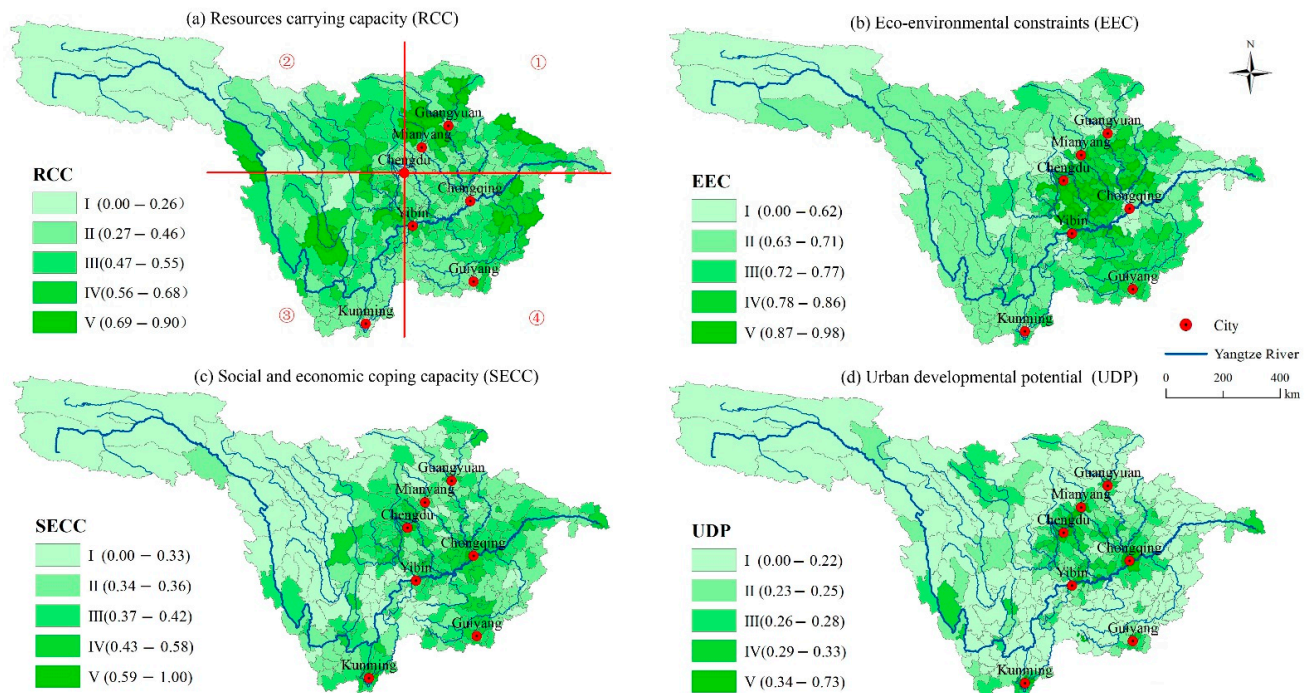 (a) Resources carrying capacity (RCC)
②
①
Guangyuan
Mianyang
Chengdu
Chongqing
Yibin
Guiyang
Kunming
③
④
RCC
I (0.00 – 0.26)
II (0.27 – 0.46)
III (0.47 – 0.55)
IV (0.56 – 0.68)
V (0.69 – 0.90)
(b) Eco-environmental constraints (EEC)
N
Guangyuan
Mianyang
Chengdu
Chongqing
Yibin
Guiyang
Kunming
EEC
I (0.00 – 0.62)
II (0.63 – 0.71)
III (0.72 – 0.77)
IV (0.78 – 0.86)
V (0.87 – 0.98)
City
Yangtze River
0 200 400
km
(c) Social and economic coping capacity (SECC)
Guangyuan
Mianyang
Chengdu
Chongqing
Yibin
Guiyang
Kunming
SECC
I (0.00 – 0.33)
II (0.34 – 0.36)
III (0.37 – 0.42)
IV (0.43 – 0.58)
V (0.59 – 1.00)
(d) Urban developmental potential (UDP)
Guangyuan
Mianyang
Chengdu
Chongqing
Yibin
Guiyang
Kunming
UDP
I (0.00 – 0.22)
II (0.23 – 0.25)
III (0.26 – 0.28)
IV (0.29 – 0.33)
V (0.34 – 0.73)